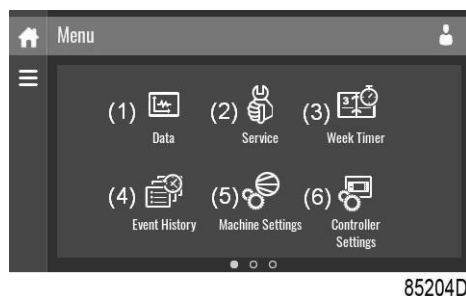 Menu
(1) (2) (3)
Data Service Week Timer
(4) (5) (6)
Event History Machine Settings Controller
Settings
85204D